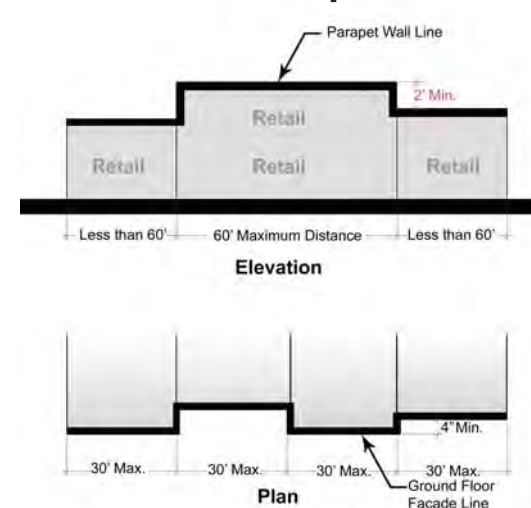 Parapet Wall Line
2' Min.
Retail
Retail
Retail
Retail
Less than 60'
60' Maximum Distance
Less than 60'
Elevation
4" Min.
30' Max.
30' Max.
30' Max.
30' Max.
Ground Floor
Facade Line
Plan